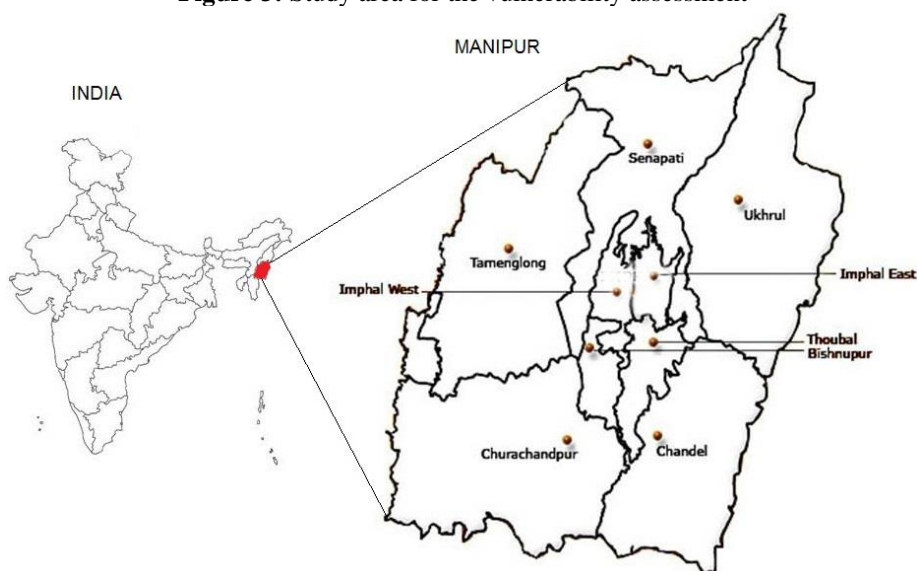 Figure 3: Study area for the vulnerability assessment
MANIPUR
INDIA
Senapati
Ukhrul
Tamenglong
Imphal East
Imphal West
Thoubal
Bishnupur
Churachandpur
Chandel